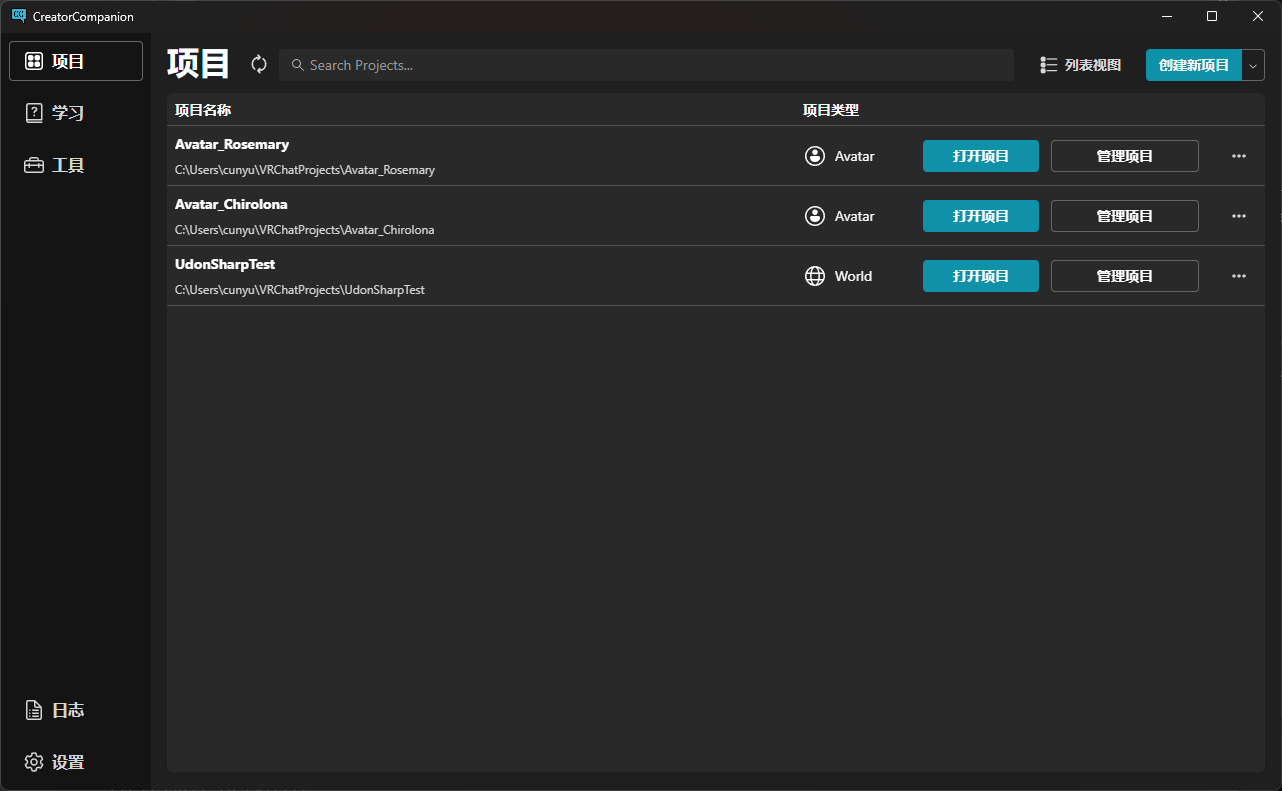 CreatorCompanion
项目
学习
工具
日志
设置
项目
Search Projects...
列表视图
创建新项目
项目名称 项目类型
Avatar_Rosemary
C:\Users\cunyu\VRChatProjects\Avatar_Rosemary
Avatar 打开项目 管理项目
Avatar_Chirolona
C:\Users\cunyu\VRChatProjects\Avatar_Chirolona
Avatar 打开项目 管理项目
UdonSharpTest
C:\Users\cunyu\VRChatProjects\UdonSharpTest
World 打开项目 管理项目